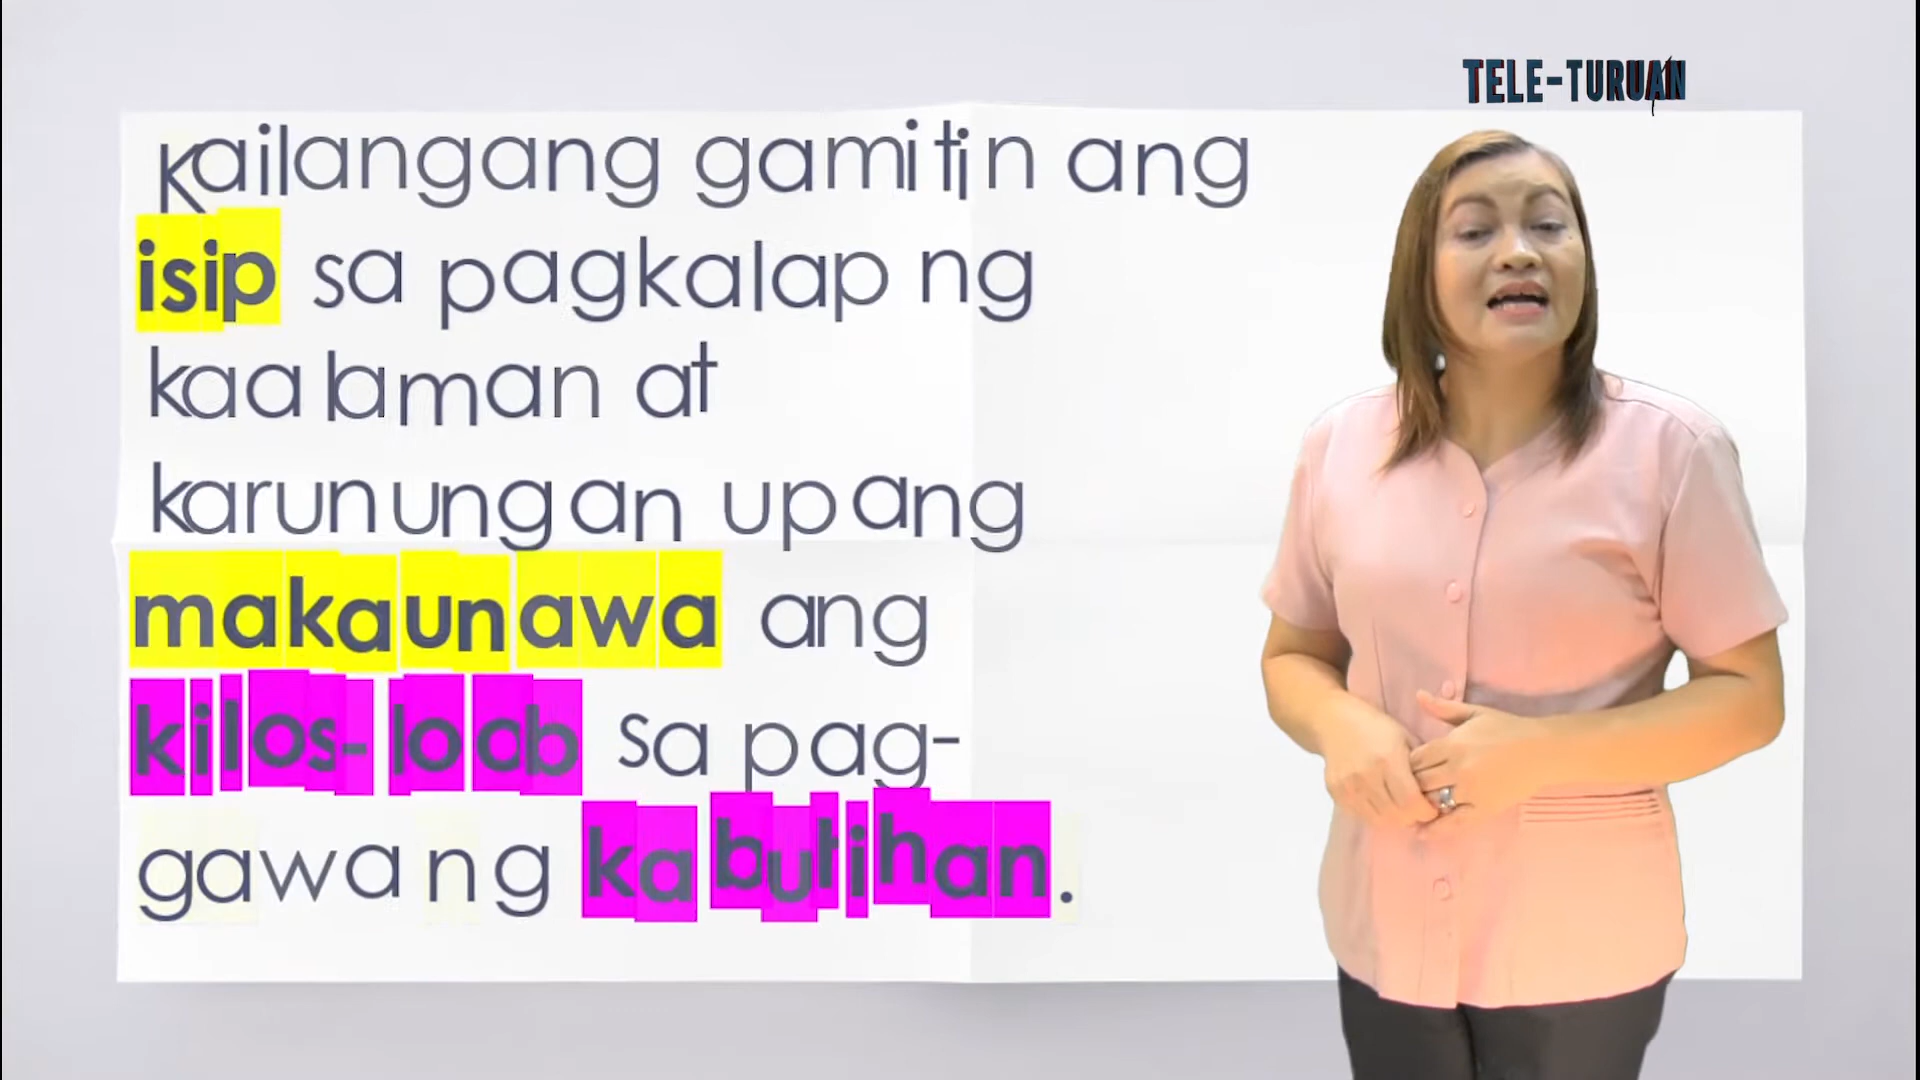 TELE-TURUAN
Kailangang gamitin ang
isip sa pagkalap ng
kaalaman at
karunungan upang
makaunawa ang
kilos-loob sa pag-
gawa ng kabutihan.